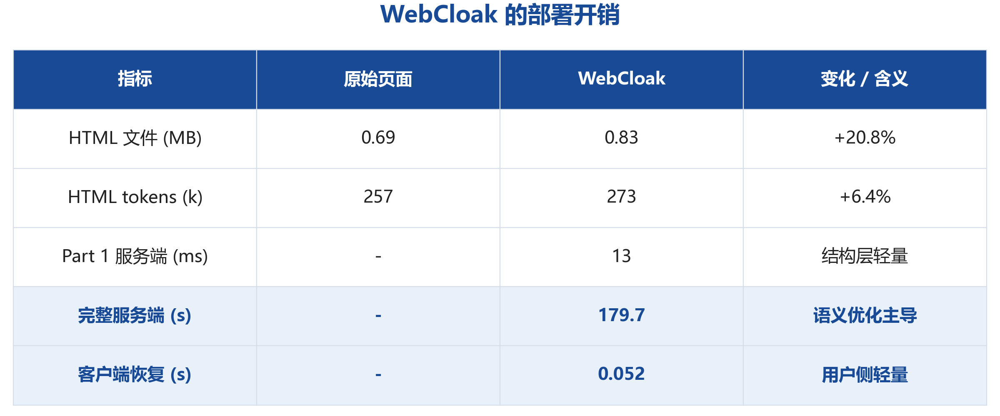 WebCloak 的部署开销
指标 原始页面 WebCloak 变化 / 含义
HTML 文件 (MB) 0.69 0.83 +20.8%
HTML tokens (k) 257 273 +6.4%
Part 1 服务端 (ms) - 13 结构层轻量
完整服务端 (s) - 179.7 语义优化主导
客户端恢复 (s) - 0.052 用户侧轻量